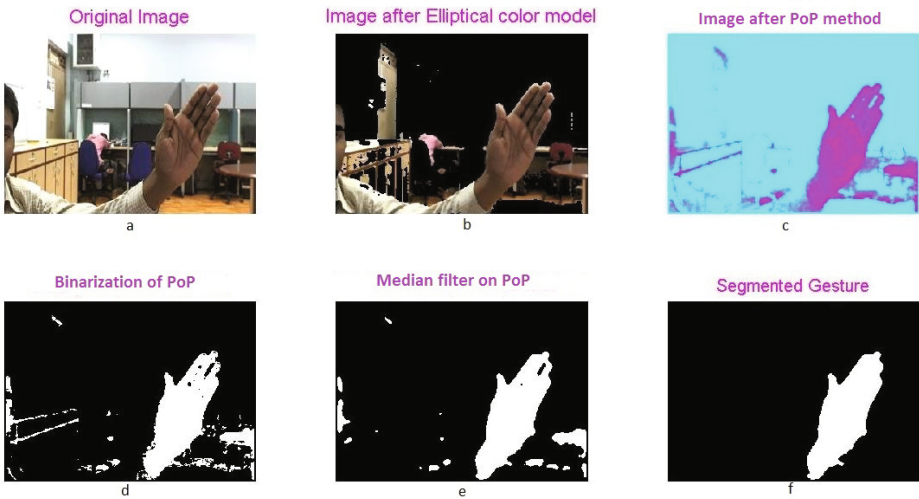 Original Image
Image after Elliptical color model
Image after PoP method
a
b
c
Binarization of PoP
Median filter on PoP
Segmented Gesture
d
e
f